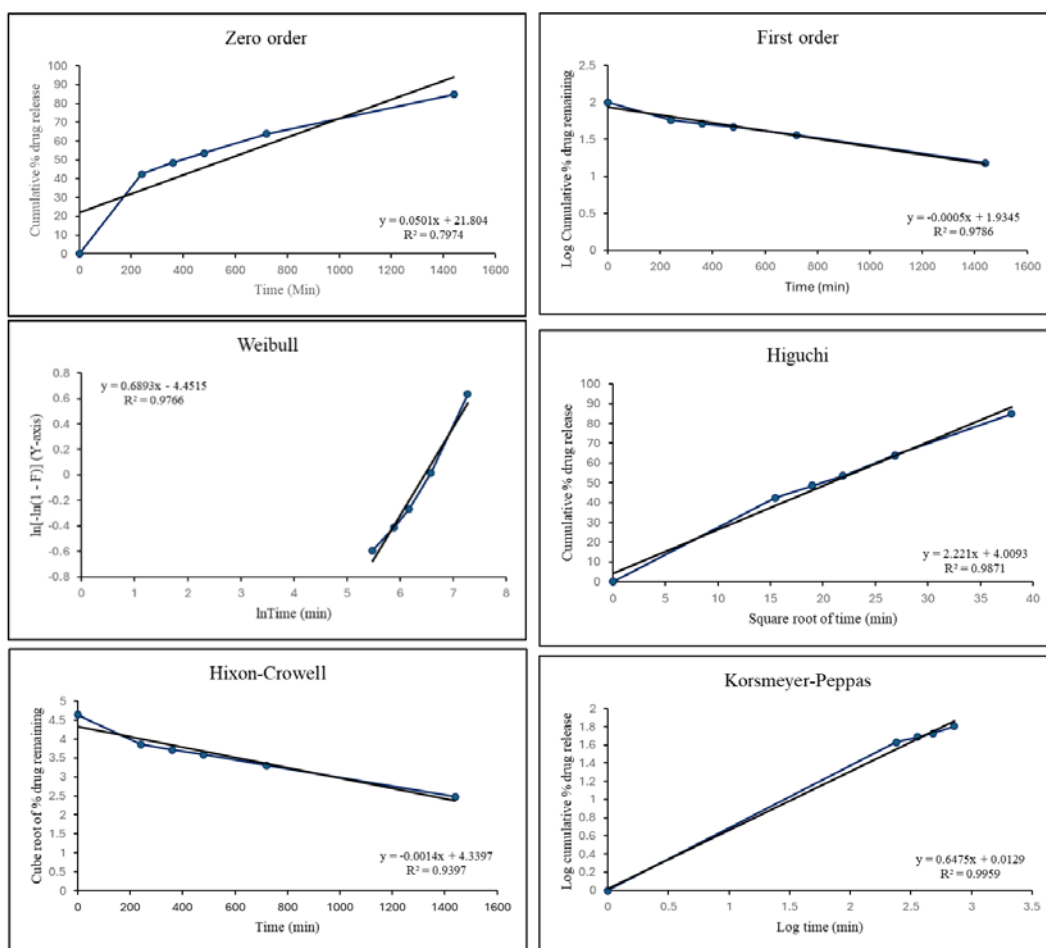 Zero order
Cumulative % drug release
100
90
80
70
60
50
40
30
20
10
0
0 200 400 600 800 1000 1200 1400 1600
Time (Min)
y = 0.0501x + 21.804
R² = 0.7974
First order
Log Cumulative % drug remaining
2.5
2
1.5
1
0.5
0
0 200 400 600 800 1000 1200 1400 1600
Time (min)
y = -0.0005x + 1.9345
R² = 0.9786
Weibull
ln[-ln(1 - F)] (Y-axis)
0.8
0.6
0.4
0.2
0
-0.2
-0.4
-0.6
-0.8
0 1 2 3 4 5 6 7 8
lnTime (min)
y = 0.6893x - 4.4515
R² = 0.9766
Higuchi
Cumulative % drug release
100
90
80
70
60
50
40
30
20
10
0
0 5 10 15 20 25 30 35 40
Square root of time (min)
y = 2.221x + 4.0093
R² = 0.9871
Hixon-Crowell
Cube root of % drug remaining
5
4.5
4
3.5
3
2.5
2
1.5
1
0.5
0
0 200 400 600 800 1000 1200 1400 1600
Time (min)
y = -0.0014x + 4.3397
R² = 0.9397
Korsmeyer-Peppas
Log cumulative % drug release
2
1.8
1.6
1.4
1.2
1
0.8
0.6
0.4
0.2
0
0 0.5 1 1.5 2 2.5 3 3.5
Log time (min)
y = 0.6475x + 0.0129
R² = 0.9959